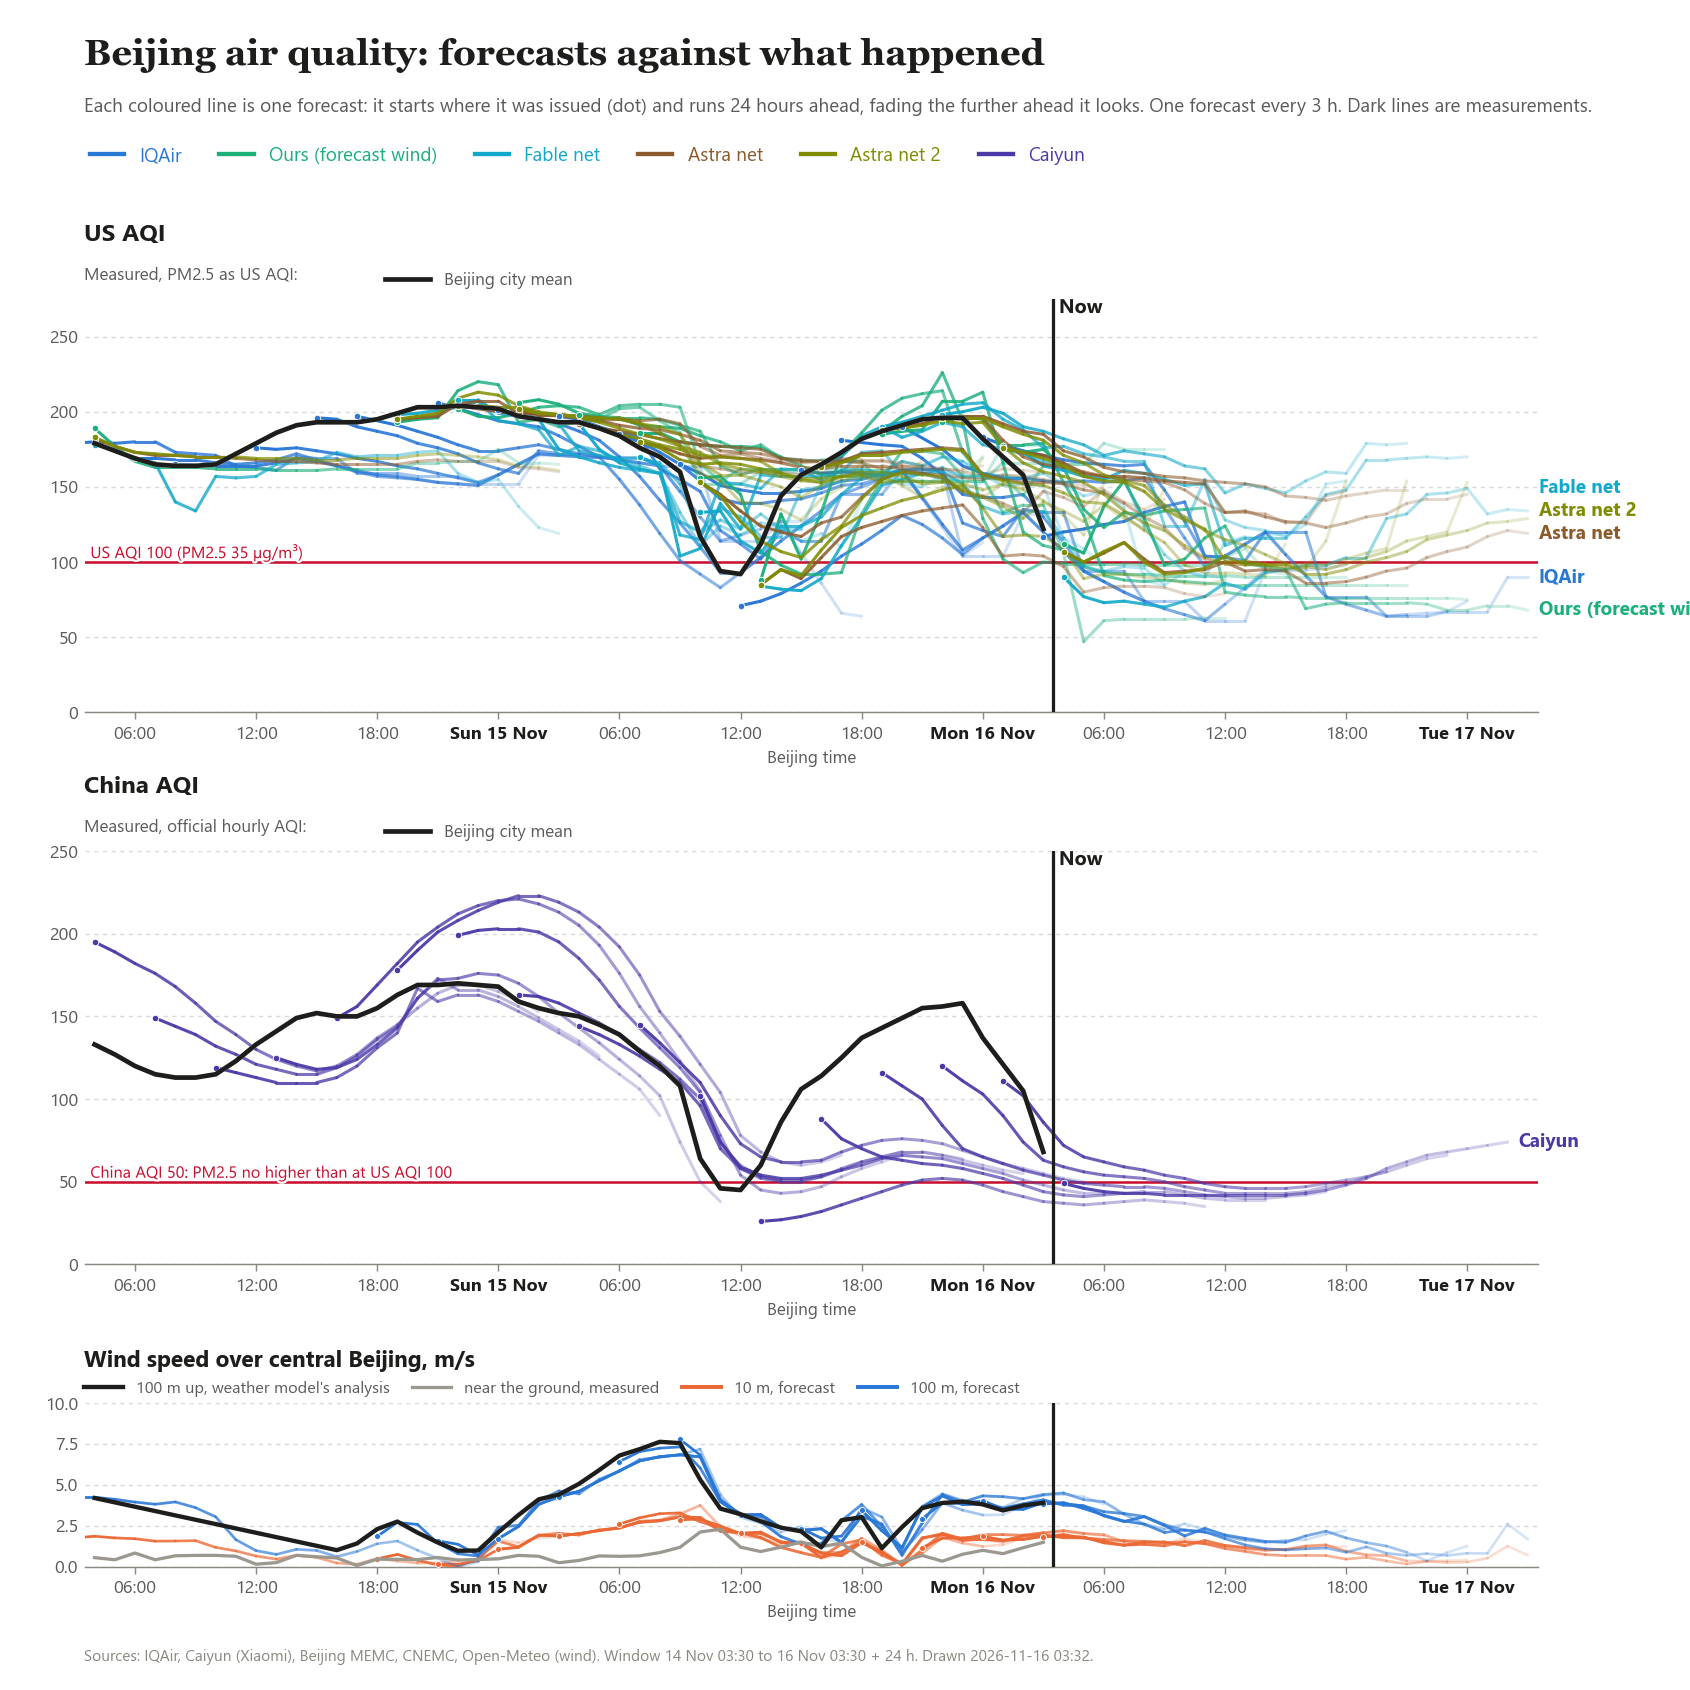 Beijing air quality: forecasts against what happened
Each coloured line is one forecast: it starts where it was issued (dot) and runs 24 hours ahead, fading the further ahead it looks. One forecast every 3 h. Dark lines are measurements.
IQAir Ours (forecast wind) Fable net Astra net Astra net 2 Caiyun
US AQI
Measured, PM2.5 as US AQI: Beijing city mean
Now
250
200
150
100
50
0
US AQI 100 (PM2.5 35 µg/m³)
Fable net
Astra net 2
Astra net
IQAir
Ours (forecast wi
06:00 12:00 18:00 Sun 15 Nov 06:00 12:00 18:00 Mon 16 Nov 06:00 12:00 18:00 Tue 17 Nov
Beijing time
China AQI
Measured, official hourly AQI: Beijing city mean
Now
250
200
150
100
50
0
China AQI 50: PM2.5 no higher than at US AQI 100
Caiyun
06:00 12:00 18:00 Sun 15 Nov 06:00 12:00 18:00 Mon 16 Nov 06:00 12:00 18:00 Tue 17 Nov
Beijing time
Wind speed over central Beijing, m/s
100 m up, weather model's analysis near the ground, measured 10 m, forecast 100 m, forecast
10.0
7.5
5.0
2.5
0.0
06:00 12:00 18:00 Sun 15 Nov 06:00 12:00 18:00 Mon 16 Nov 06:00 12:00 18:00 Tue 17 Nov
Beijing time
Sources: IQAir, Caiyun (Xiaomi), Beijing MEMC, CNEMC, Open-Meteo (wind). Window 14 Nov 03:30 to 16 Nov 03:30 + 24 h. Drawn 2026-11-16 03:32.